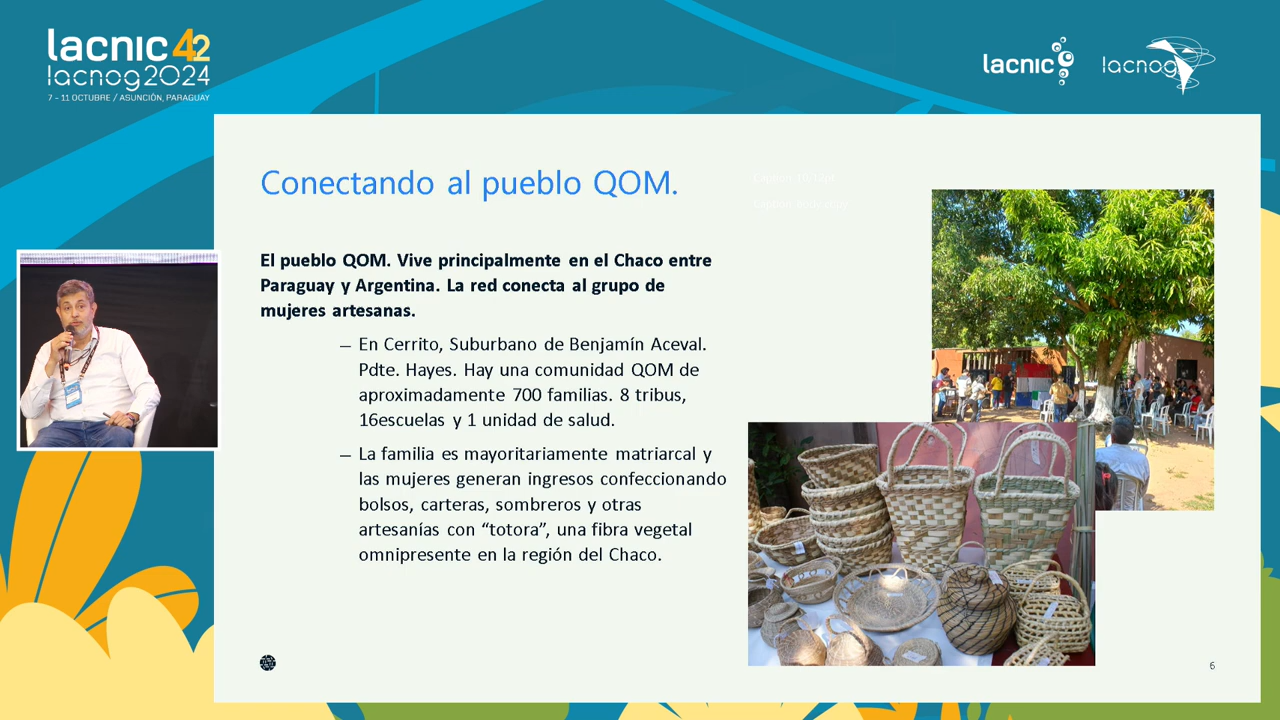 lacnic 42
lacnog2024
7 - 11 OCTUBRE / ASUNCIÓN, PARAGUAY
lacnic
lacnog
Conectando al pueblo QOM.
El pueblo QOM. Vive principalmente en el Chaco entre
Paraguay y Argentina. La red conecta al grupo de
mujeres artesanas.
– En Cerrito, Suburbano de Benjamín Aceval.
Pdte. Hayes. Hay una comunidad QOM de
aproximadamente 700 familias. 8 tribus,
16escuelas y 1 unidad de salud.
– La familia es mayoritariamente matriarcal y
las mujeres generan ingresos confeccionando
bolsos, carteras, sombreros y otras
artesanías con “totora”, una fibra vegetal
omnipresente en la región del Chaco.
6